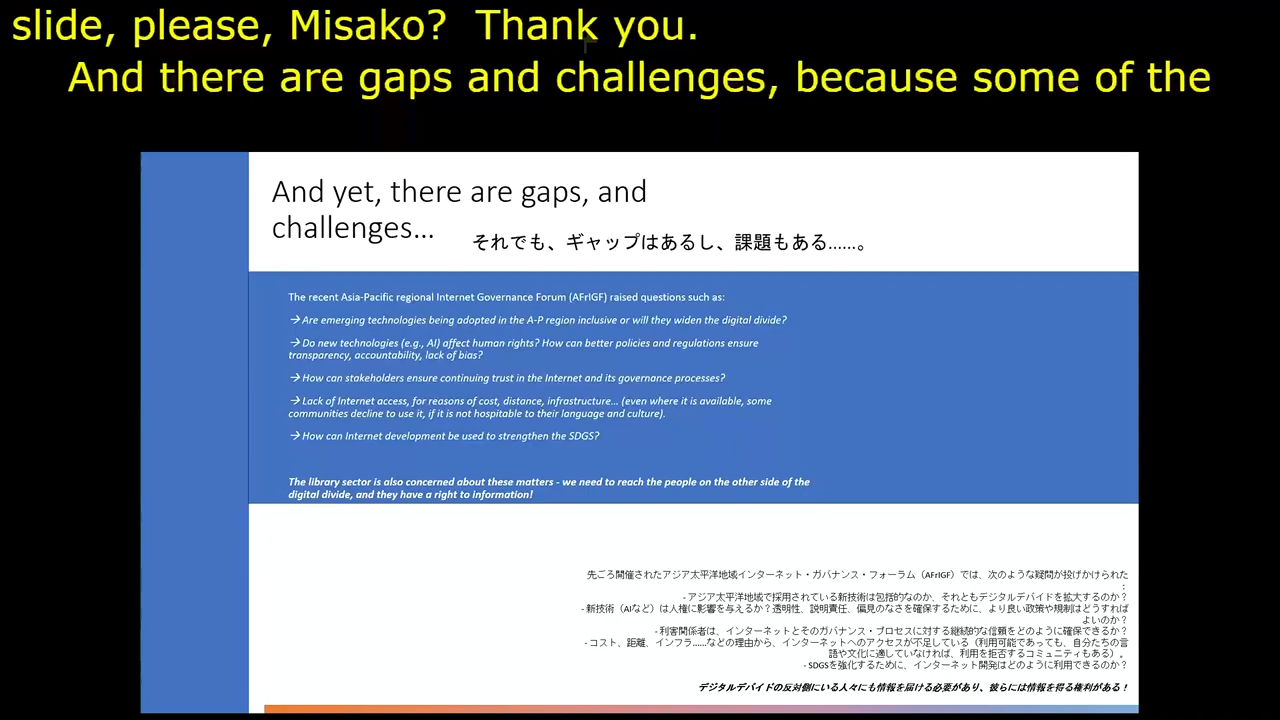 slide, please, Misako?  Thank you.
And there are gaps and challenges, because some of the
And yet, there are gaps, and
challenges...
それでも、ギャップはあるし、課題もある......。
The recent Asia-Pacific regional Internet Governance Forum (AFrIGF) raised questions such as:
→Are emerging technologies being adopted in the A-P region inclusive or will they widen the digital divide?
→Do new technologies (e.g., AI) affect human rights? How can better policies and regulations ensure
transparency, accountability, lack of bias?
→How can stakeholders ensure continuing trust in the Internet and its governance processes?
→Lack of Internet access, for reasons of cost, distance, infrastructure... (even where it is available, some
communities decline to use it, if it is not hospitable to their language and culture).
→How can Internet development be used to strengthen the SDGS?
The library sector is also concerned about these matters - we need to reach the people on the other side of the
digital divide, and they have a right to information!
先ごろ開催されたアジア太平洋地域インターネット・ガバナンス・フォーラム（AFrIGF）では、次のような疑問が投げかけられた
：
- アジア太平洋地域で採用されている新技術は包括的なのか、それともデジタルデバイドを拡大するのか？
- 新技術（AIなど）は人権に影響を与えるか？透明性、説明責任、偏見のなさを確保するために、より良い政策や規制はどうすれば
よいのか？
- 利害関係者は、インターネットとそのガバナンス・プロセスに対する継続的な信頼をどのように確保できるか？
- コスト、距離、インフラ......などの理由から、インターネットへのアクセスが不足している（利用可能であっても、自分たちの言
語や文化に適していなければ、利用を拒否するコミュニティもある）。
- SDGSを強化するために、インターネット開発はどのように利用できるのか？
デジタルデバイドの反対側にいる人々にも情報を届ける必要があり、彼らには情報を得る権利がある！